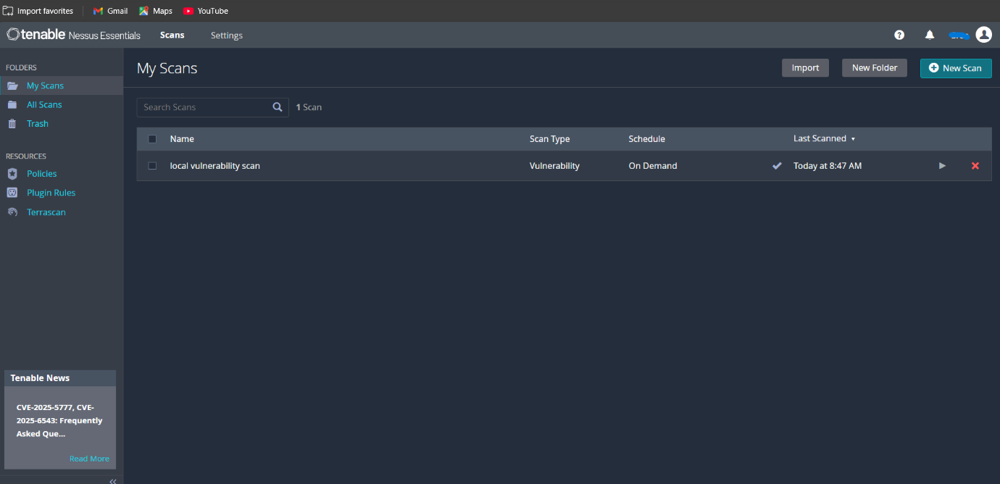 Import favorites Gmail Maps YouTube
tenable Nessus Essentials Scans Settings
FOLDERS
My Scans
All Scans
Trash
RESOURCES
Policies
Plugin Rules
Terrascan
Tenable News
CVE-2025-5777, CVE-
2025-6543: Frequently
Asked Que...
Read More
My Scans
Import New Folder New Scan
Search Scans 1 Scan
Name Scan Type Schedule Last Scanned
local vulnerability scan Vulnerability On Demand Today at 8:47 AM